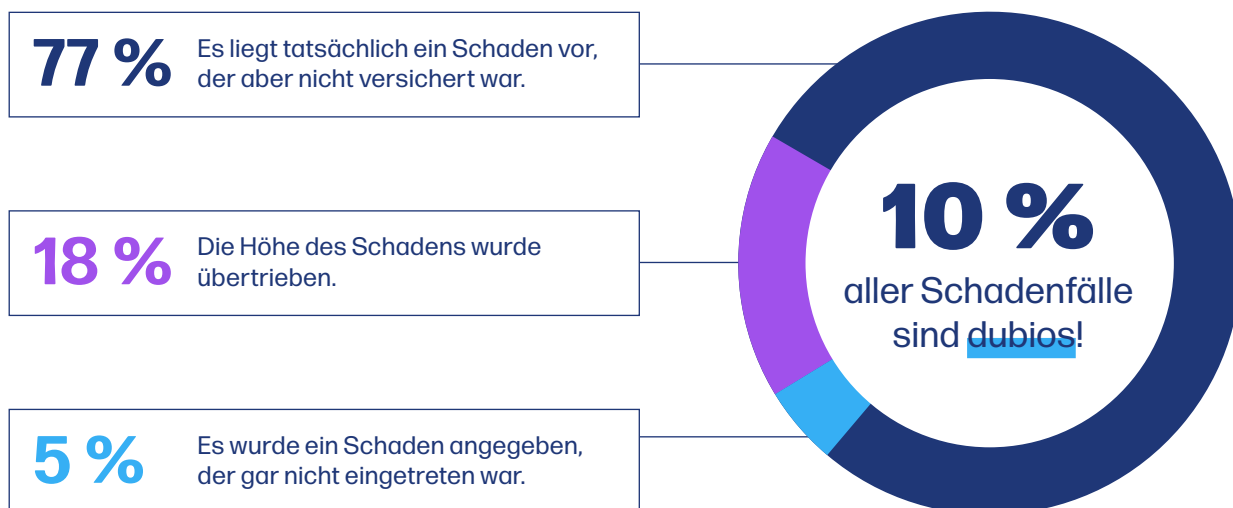 77 %
Es liegt tatsächlich ein Schaden vor,
der aber nicht versichert war.
18 %
Die Höhe des Schadens wurde
übertrieben.
5 %
Es wurde ein Schaden angegeben,
der gar nicht eingetreten war.
10 %
aller Schadenfälle
sind dubios!